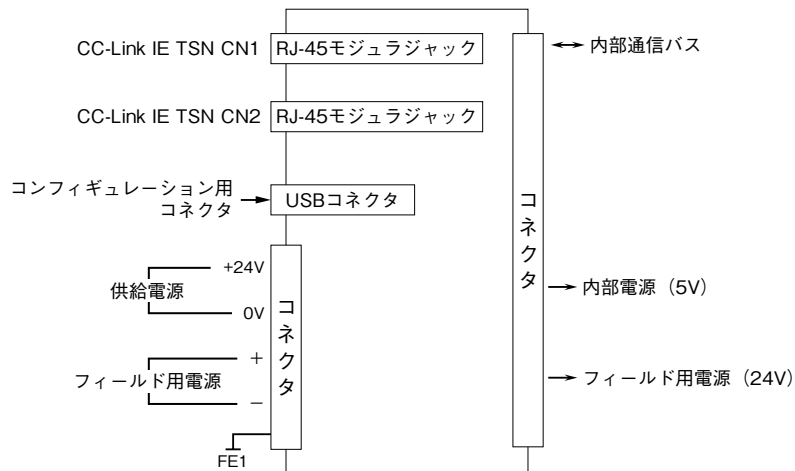 CC-Link IE TSN CN1
RJ-45モジュラジャック
内部通信バス
CC-Link IE TSN CN2
RJ-45モジュラジャック
コンフィギュレーション用
コネクタ
USBコネクタ
コネクタ
+24V
供給電源
0V
コネクタ
内部電源（5V）
+
フィールド用電源
−
フィールド用電源（24V）
FE1